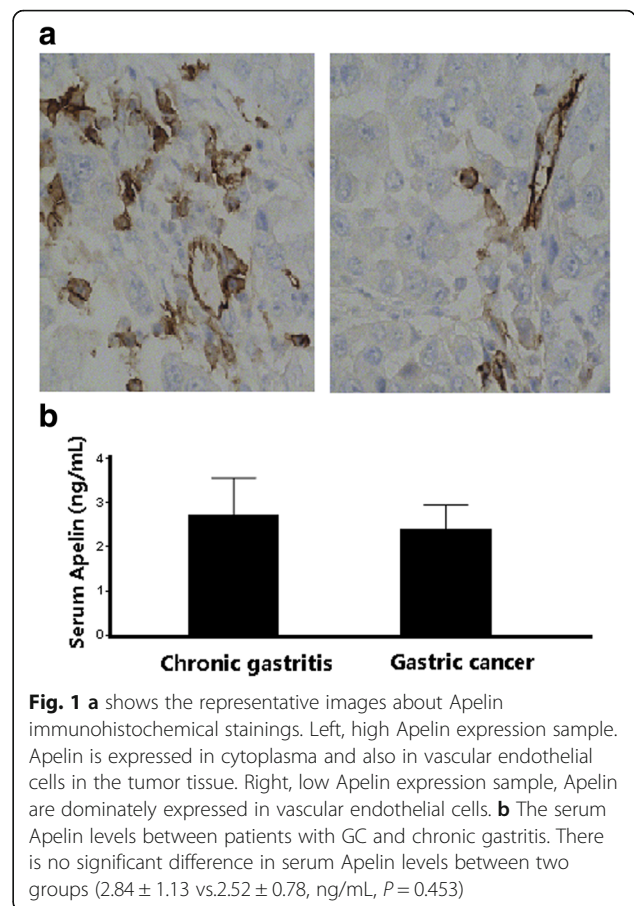 a
b
Serum Apelin (ng/mL)
4
3
2
1
0
Chronic gastritis
Gastric cancer
Fig. 1 a shows the representative images about Apelin
immunohistochemical stainings. Left, high Apelin expression sample.
Apelin is expressed in cytoplasma and also in vascular endothelial
cells in the tumor tissue. Right, low Apelin expression sample, Apelin
are dominately expressed in vascular endothelial cells. b The serum
Apelin levels between patients with GC and chronic gastritis. There
is no significant difference in serum Apelin levels between two
groups (2.84 ± 1.13 vs.2.52 ± 0.78, ng/mL, P = 0.453)